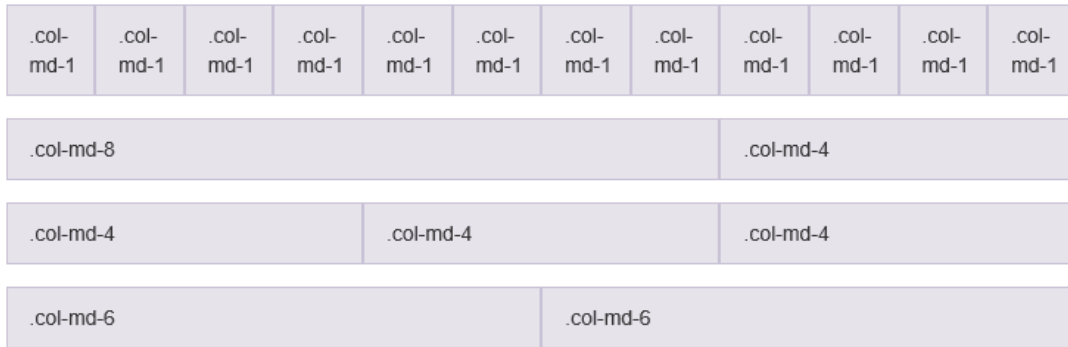 .col- .col- .col- .col- .col- .col- .col- .col- .col- .col- .col- .col-
md-1 md-1 md-1 md-1 md-1 md-1 md-1 md-1 md-1 md-1 md-1 md-1
.col-md-8 .col-md-4
.col-md-4 .col-md-4 .col-md-4
.col-md-6 .col-md-6